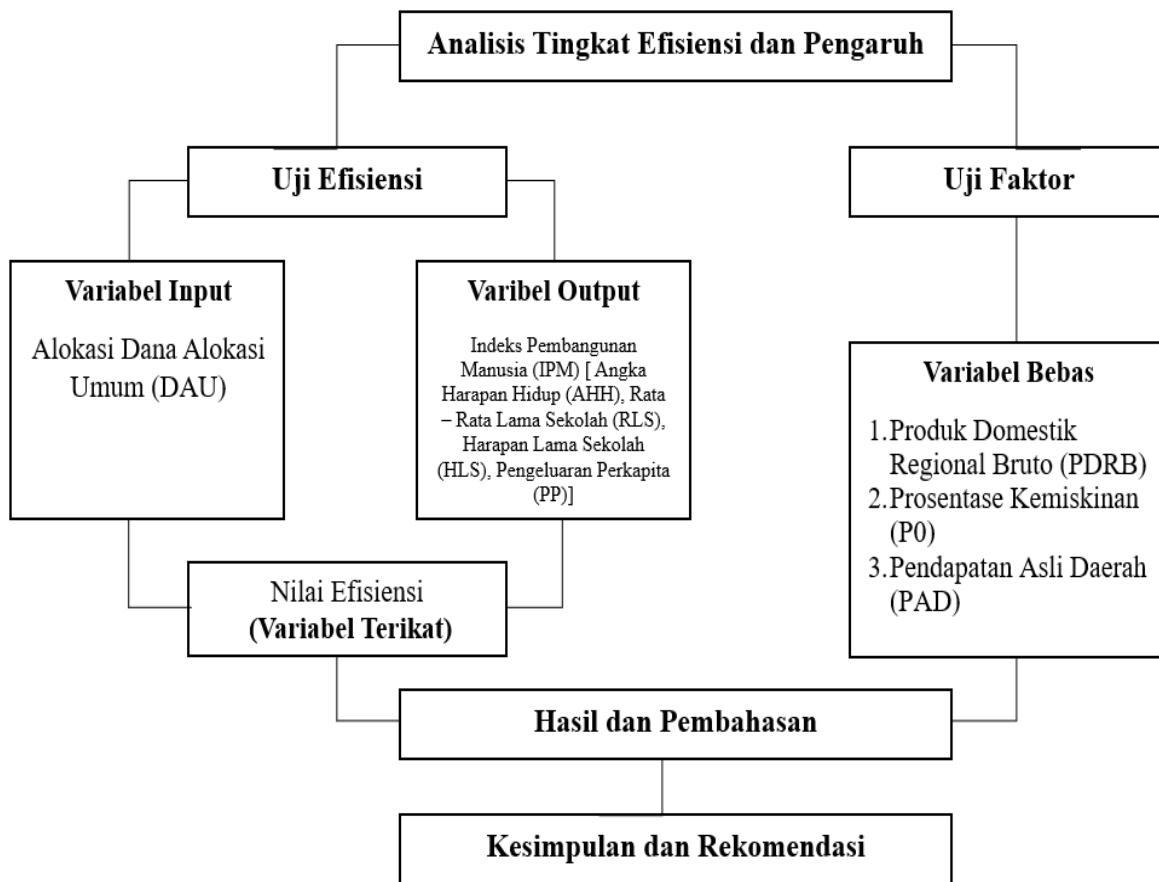 Analisis Tingkat Efisiensi dan Pengaruh
Uji Efisiensi
Uji Faktor
Variabel Input
Alokasi Dana Alokasi
Umum (DAU)
Varibel Output
Indeks Pembangunan
Manusia (IPM) [ Angka
Harapan Hidup (AHH), Rata
– Rata Lama Sekolah (RLS),
Harapan Lama Sekolah
(HLS), Pengeluaran Perkapita
(PP)]
Variabel Bebas
1. Produk Domestik
Regional Bruto (PDRB)
2. Prosentase Kemiskinan
(P0)
3. Pendapatan Asli Daerah
(PAD)
Nilai Efisiensi
(Variabel Terikat)
Hasil dan Pembahasan
Kesimpulan dan Rekomendasi